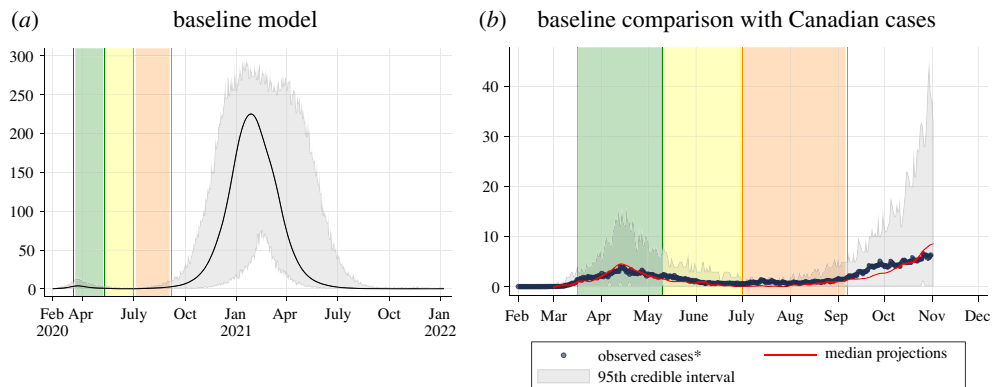 (a) baseline model
300
250
200
150
100
50
0
Feb Apr July Oct Jan Apr July Oct Jan
2020 2021 2022
(b) baseline comparison with Canadian cases
40
30
20
10
0
Feb Mar Apr May June July Aug Sep Oct Nov Dec
observed cases* median projections
95th credible interval